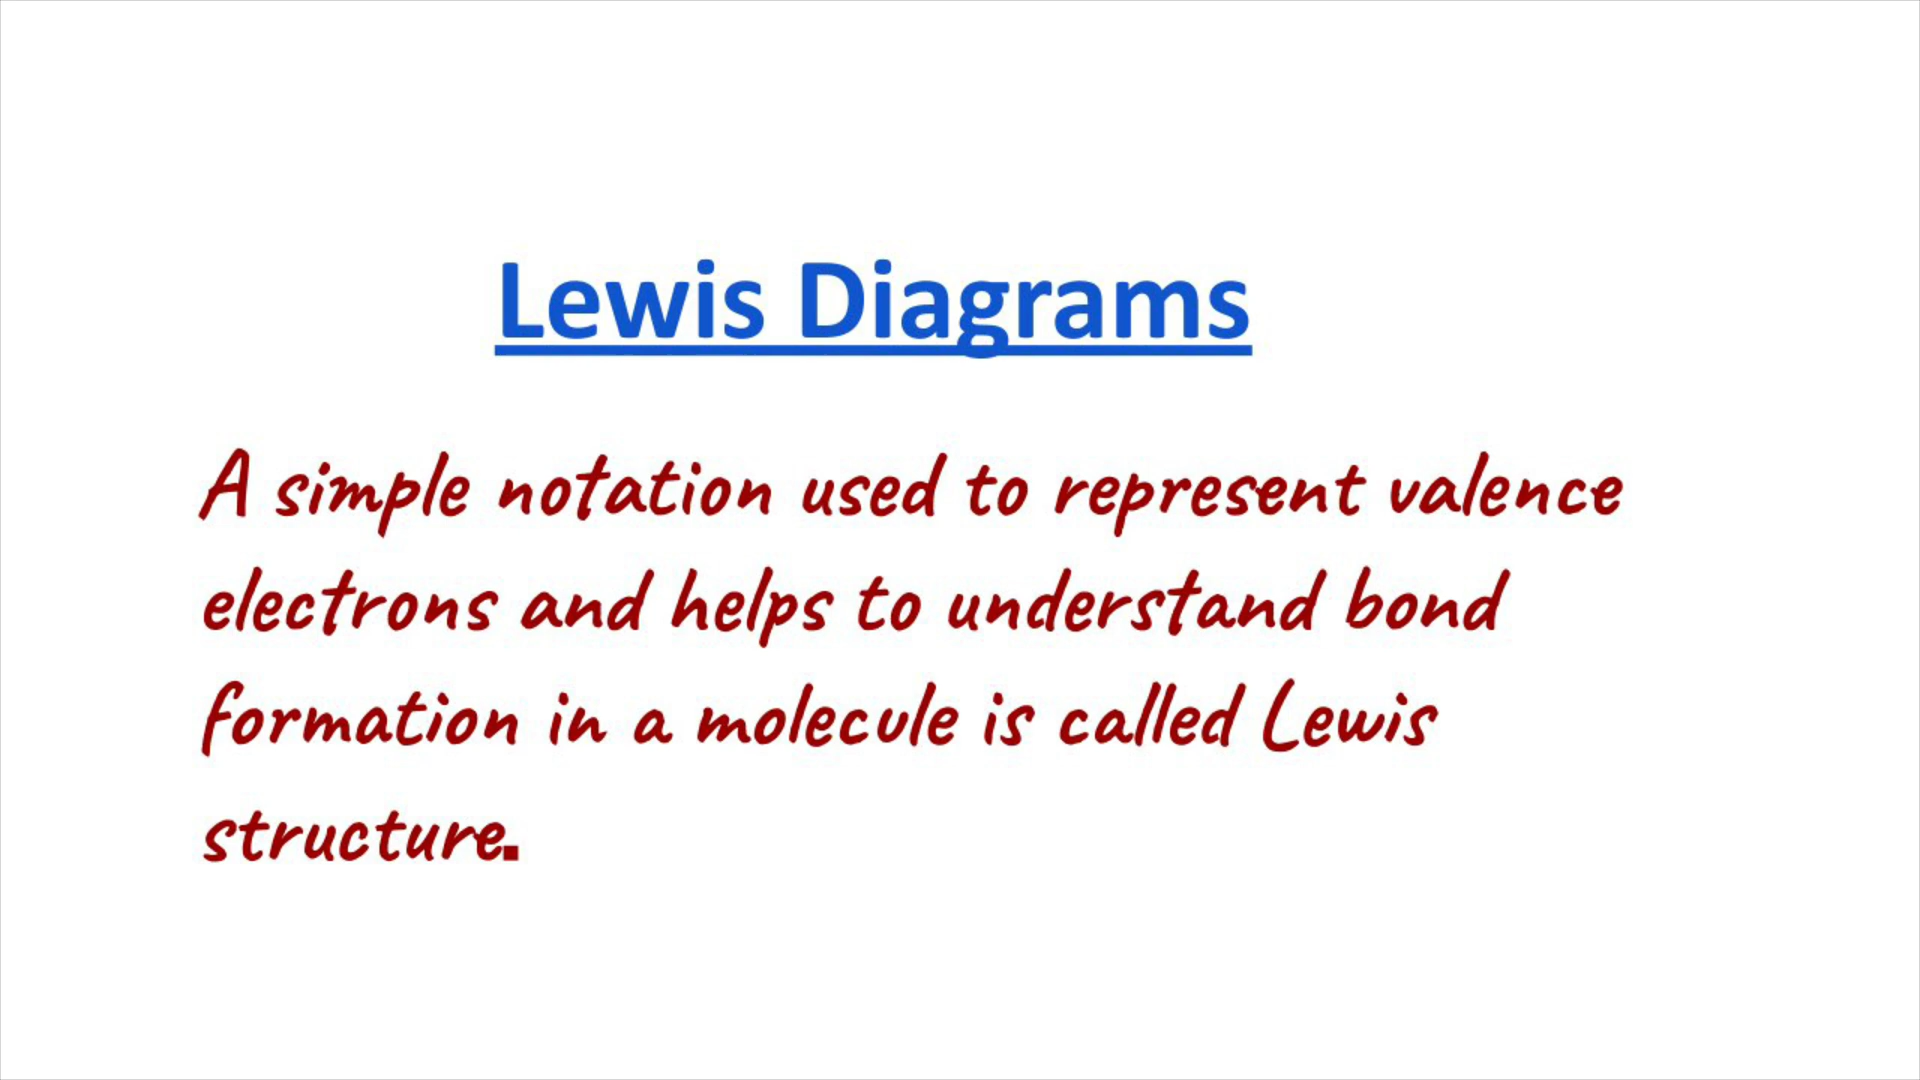 Lewis Diagrams
A simple notation used to represent valence
electrons and helps to understand bond
formation in a molecule is called Lewis
structure.